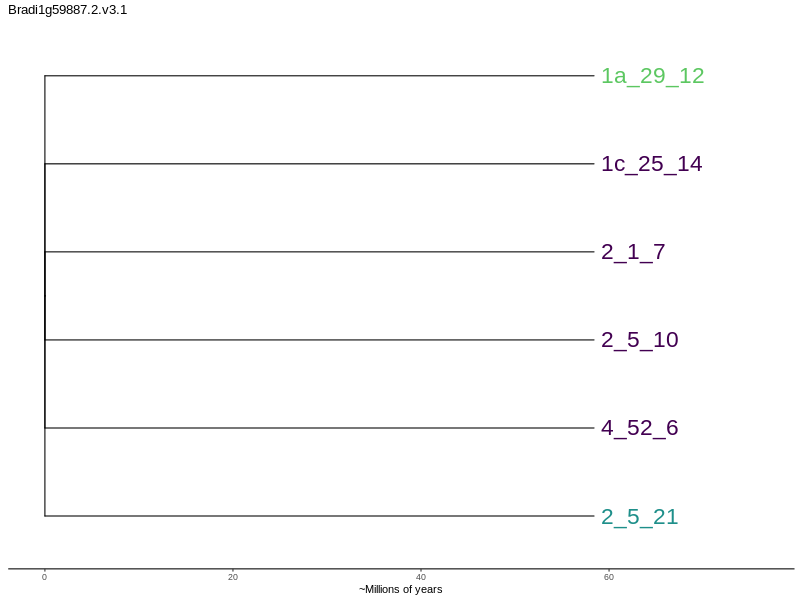 Bradi1g59887.2.v3.1
1a_29_12
1c_25_14
2_1_7
2_5_10
4_52_6
2_5_21
0 20 40 60
~Millions of years